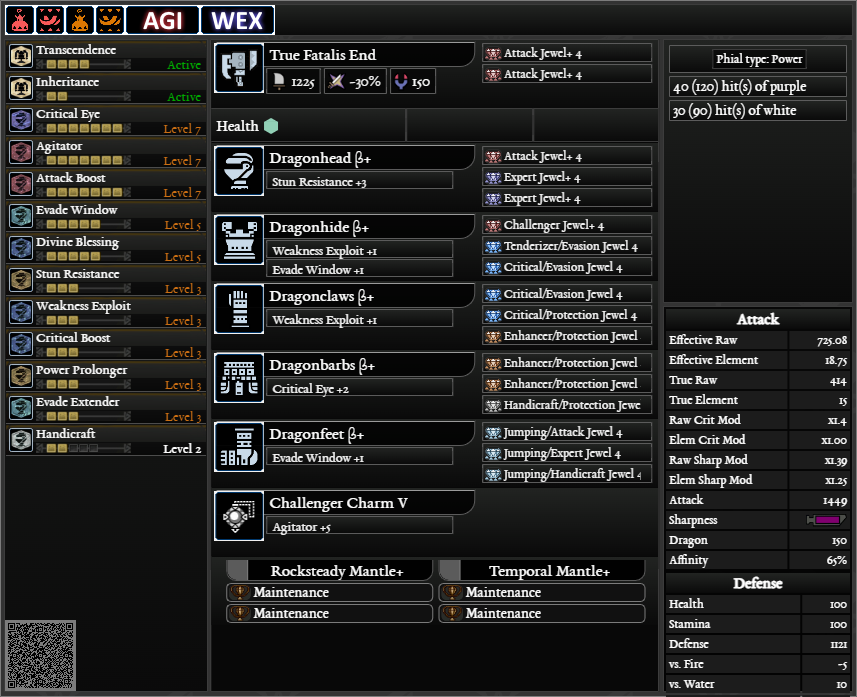 AGI WEX
Transcendence
Active
Inheritance
Active
Critical Eye
Level 7
Agitator
Level 7
Attack Boost
Level 7
Evade Window
Level 5
Divine Blessing
Level 5
Stun Resistance
Level 3
Weakness Exploit
Level 3
Critical Boost
Level 3
Power Prolonger
Level 3
Evade Extender
Level 3
Handicraft
Level 2
True Fatalis End
1225 -30% 150
Attack Jewel+ 4
Attack Jewel+ 4
Health
Dragonhead β+
Stun Resistance +3
Attack Jewel+ 4
Expert Jewel+ 4
Expert Jewel+ 4
Dragonhide β+
Weakness Exploit +1
Evade Window +1
Challenger Jewel+ 4
Tenderizer/Evasion Jewel 4
Critical/Evasion Jewel 4
Dragonclaws β+
Weakness Exploit +1
Critical/Evasion Jewel 4
Critical/Protection Jewel 4
Enhancer/Protection Jewel
Dragonbarbs β+
Critical Eye +2
Enhancer/Protection Jewel
Enhancer/Protection Jewel
Handicraft/Protection Jewe
Dragonfeet β+
Evade Window +1
Jumping/Attack Jewel 4
Jumping/Expert Jewel 4
Jumping/Handicraft Jewel 4
Challenger Charm V
Agitator +5
Rocksteady Mantle+
Maintenance
Maintenance
Temporal Mantle+
Maintenance
Maintenance
Phial type: Power
40 (120) hit(s) of purple
30 (90) hit(s) of white
Attack
Effective Raw 725.08
Effective Element 18.75
True Raw 414
True Element 15
Raw Crit Mod x1.4
Elem Crit Mod x1.00
Raw Sharp Mod x1.39
Elem Sharp Mod x1.25
Attack 1449
Sharpness
Dragon 150
Affinity 65%
Defense
Health 100
Stamina 100
Defense 1121
vs. Fire -5
vs. Water 10